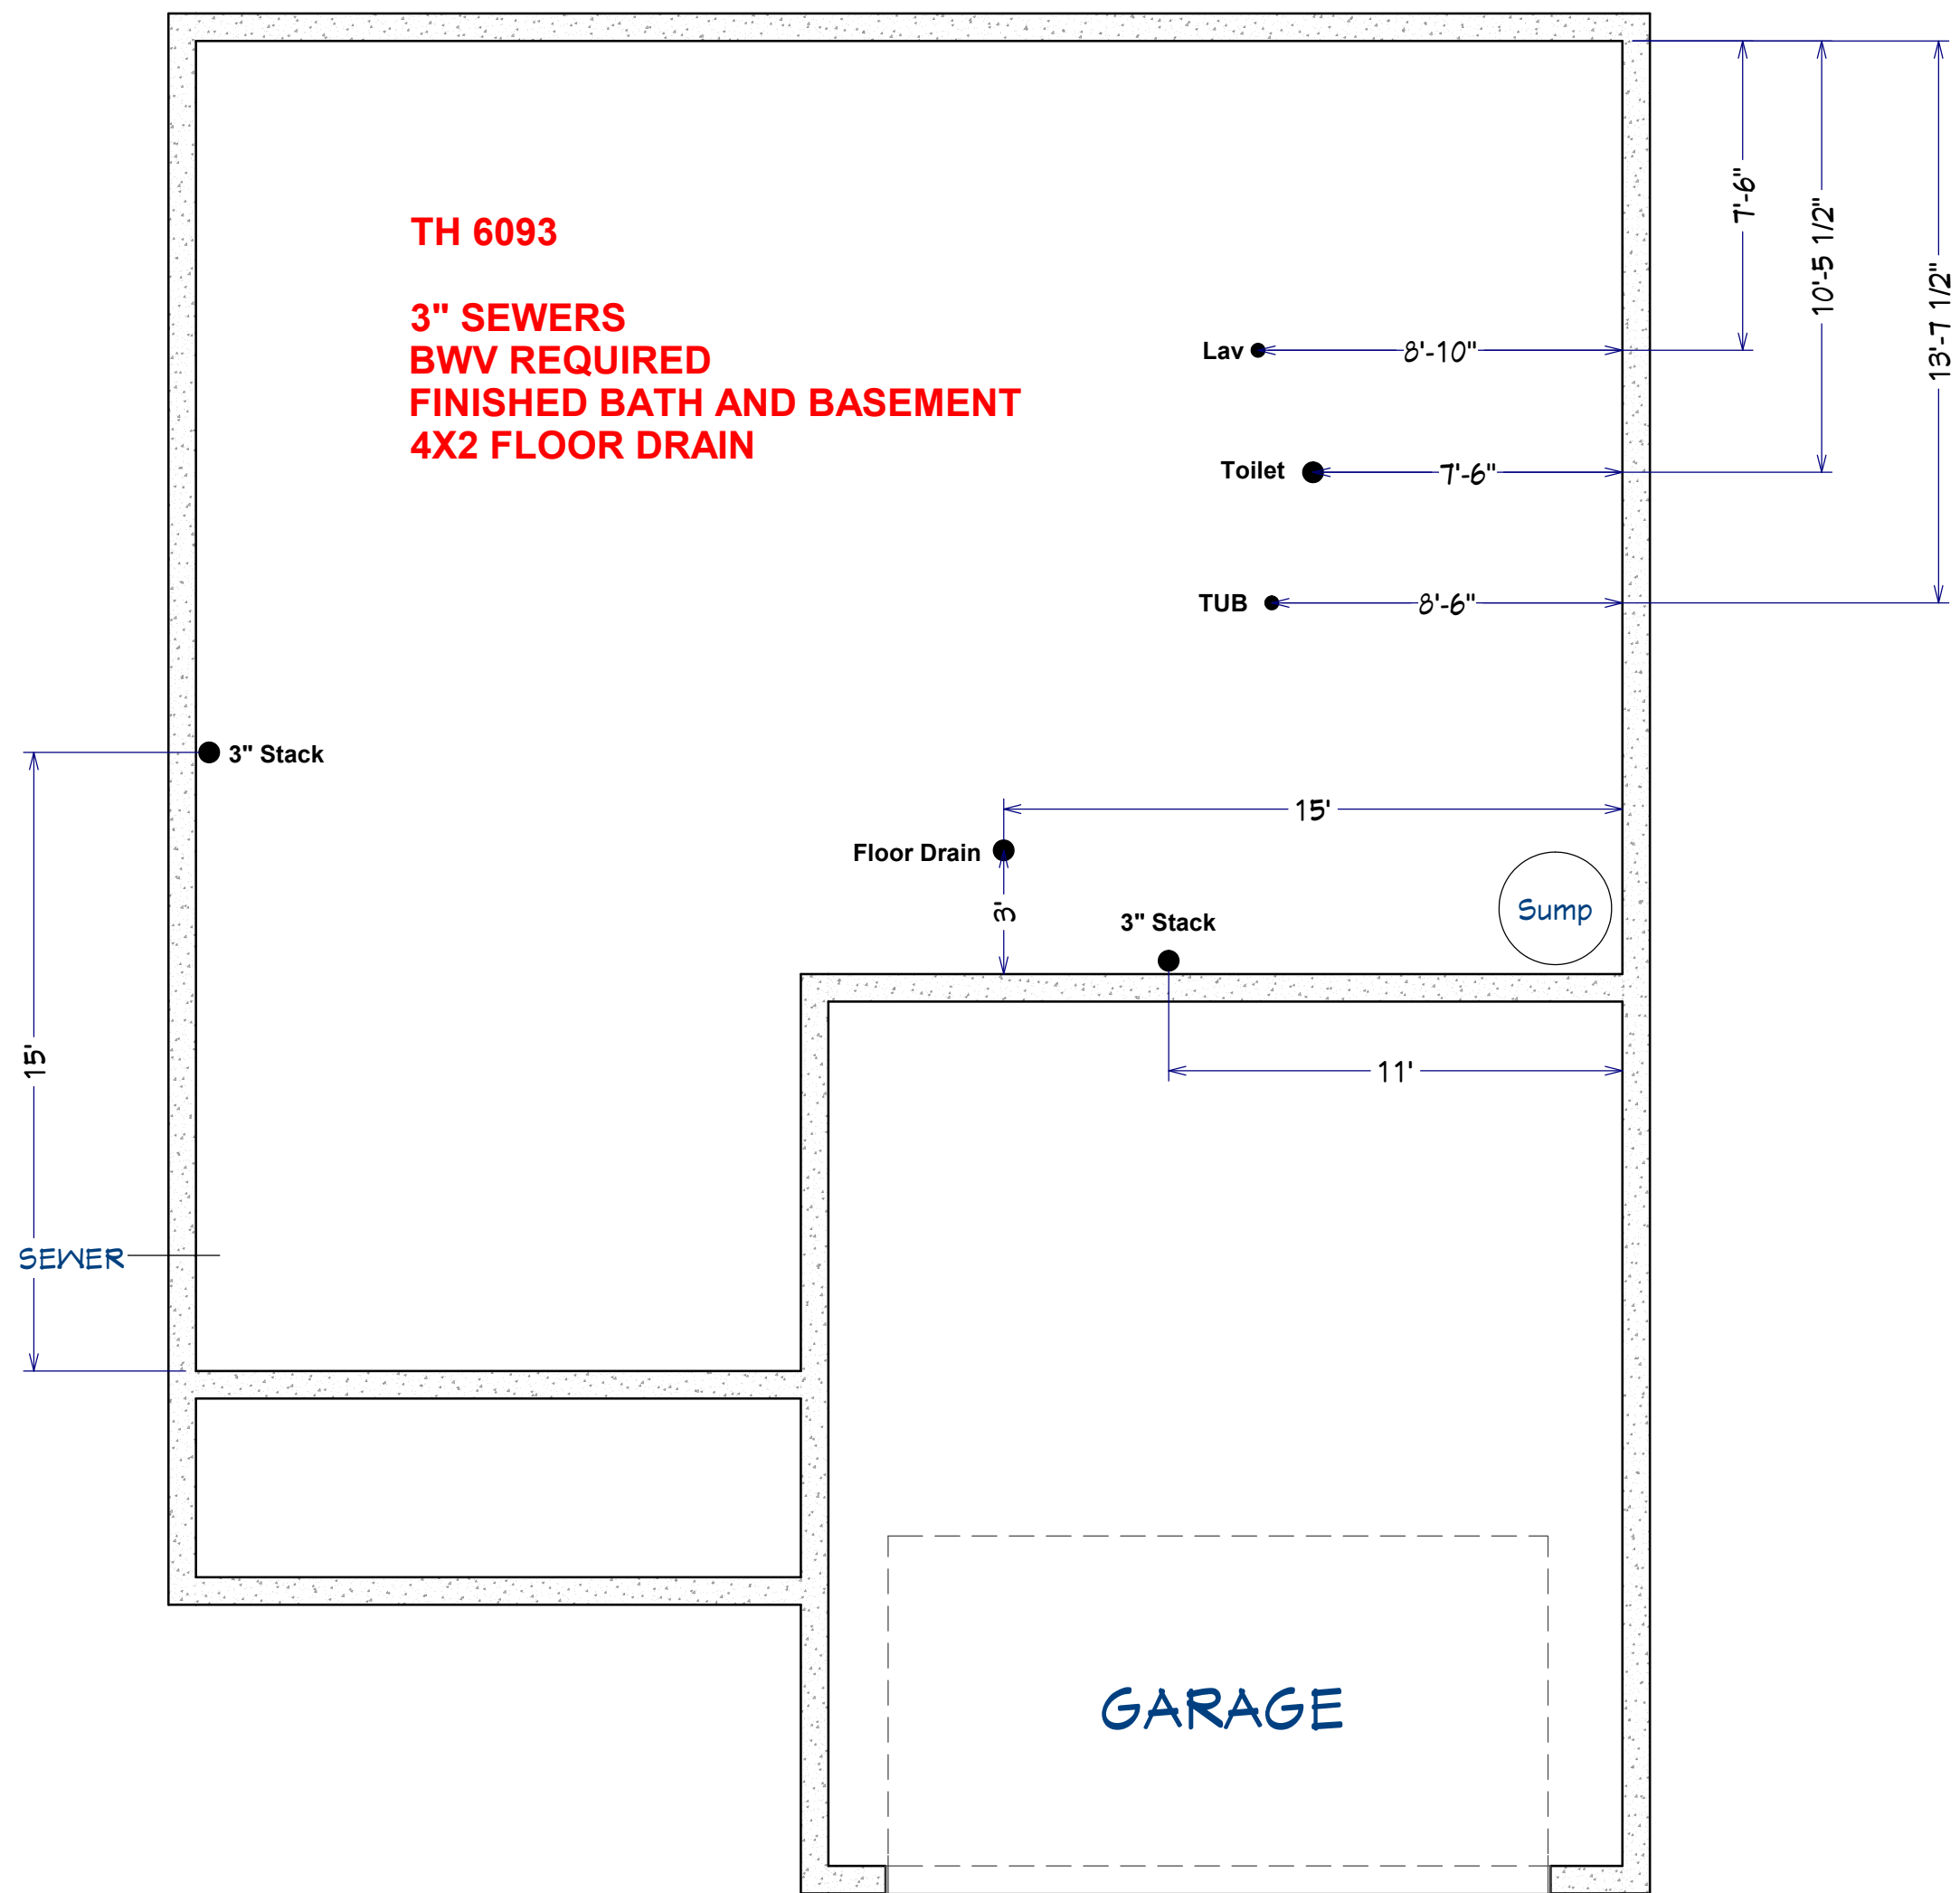 TH 6093
3" SEWERS
BWV REQUIRED
FINISHED BATH AND BASEMENT
4X2 FLOOR DRAIN
7'-6"
10'-5 1/2"
13'-7 1/2"
Lav
8'-10"
Toilet
7'-6"
TUB
8'-6"
3" Stack
15'
Floor Drain
3'
3" Stack
Sump
11'
15'
SEWER
GARAGE